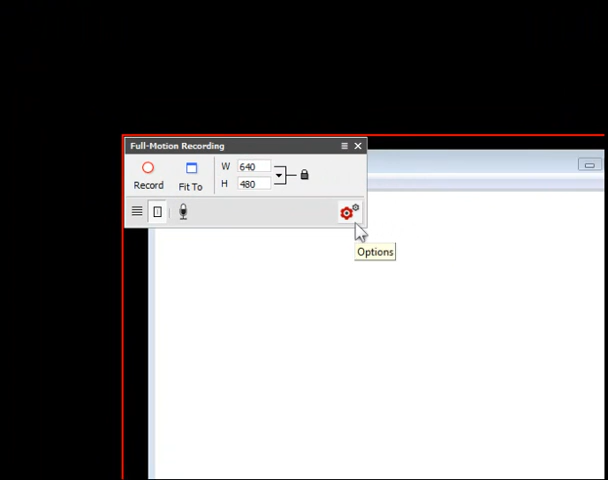 Full-Motion Recording
W 640
H 480
Record
Fit To
Options